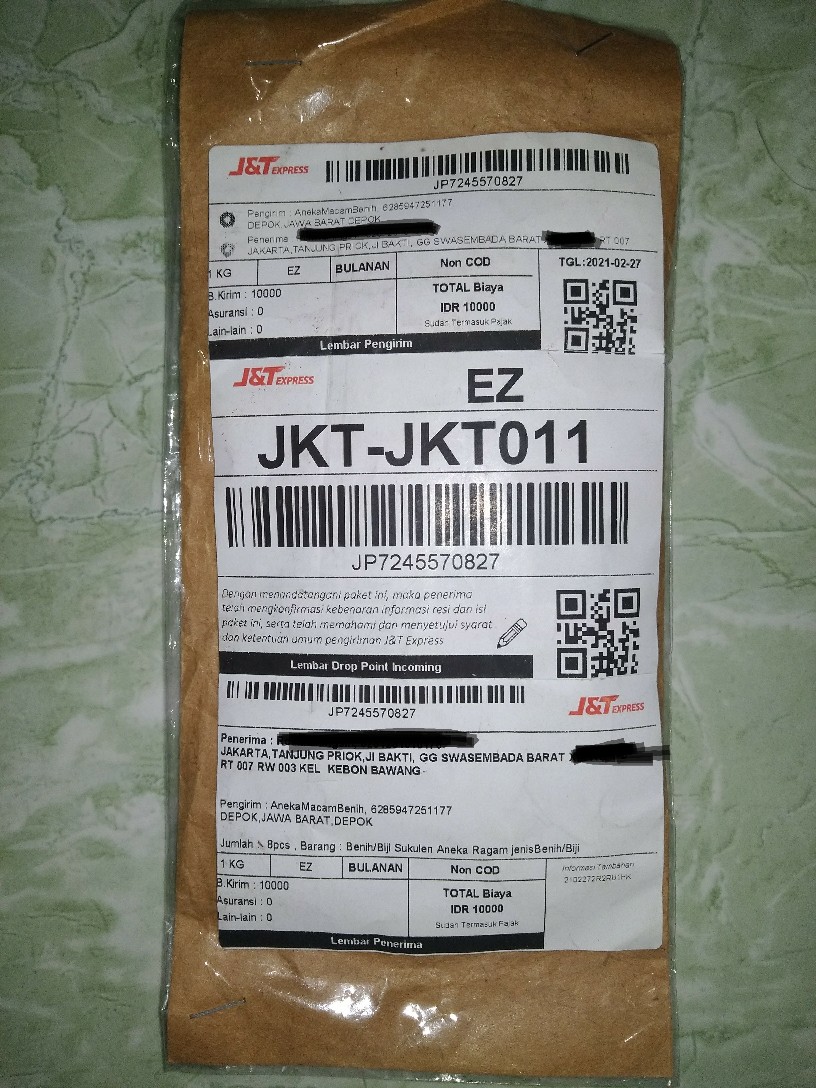 J&T EXPRESS
JP7245570827
Pengirim : AnekaMacamBenih, 6285947251177
DEPOK,JAWA BARAT,DEPOK
Penerima :
JAKARTA,TANJUNG PRIOK,Jl BAKTI, GG SWASEMBADA BARAT RT 007
1 KG EZ BULANAN Non COD TGL:2021-02-27
B.Kirim : 10000
Asuransi : 0
Lain-lain : 0
TOTAL Biaya
IDR 10000
Sudah Termasuk Pajak
Lembar Pengirim
J&T EXPRESS
EZ
JKT-JKT011
JP7245570827
Dengan menandatangani paket ini, maka penerima
telah mengkonfirmasi kebenaran informasi resi dan isi
paket ini, serta telah memahami dan menyetujui syarat
dan ketentuan umum pengiriman J&T Express
Lembar Drop Point Incoming
JP7245570827
J&T EXPRESS
Penerima :
JAKARTA,TANJUNG PRIOK,Jl BAKTI, GG SWASEMBADA BARAT
RT 007 RW 003 KEL KEBON BAWANG
Pengirim : AnekaMacamBenih, 6285947251177
DEPOK,JAWA BARAT,DEPOK
Jumlah : 8pcs , Barang : Benih/Biji Sukulen Aneka Ragam jenisBenih/Biji
1 KG EZ BULANAN Non COD
Informasi Tambahan
B.Kirim : 10000
Asuransi : 0
Lain-lain : 0
TOTAL Biaya
IDR 10000
Sudah Termasuk Pajak
Lembar Penerima